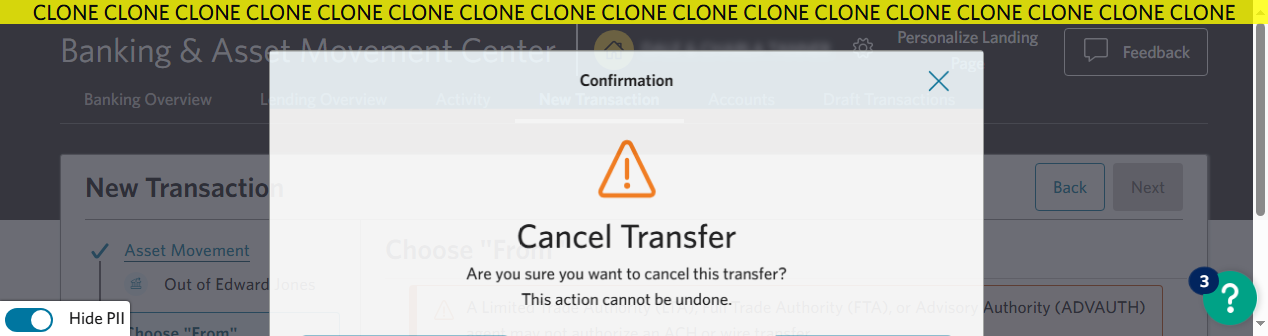 CLONE CLONE CLONE CLONE CLONE CLONE CLONE CLONE CLONE CLONE CLONE CLONE CLONE CLONE CLONE CLONE CLONE
Banking & Asset Movement Center
Personalize Landing
Page
Feedback
Confirmation
Banking Overview Lending Overview Activity New Transaction Accounts Draft Transactions
New Transaction
Back Next
Cancel Transfer
Asset Movement
Choose "From"
Are you sure you want to cancel this transfer?
Out of Edward Jones
This action cannot be undone.
A Limited Trade Authority (LTA), Full Trade Authority (FTA), or Advisory Authority (ADVAUTH)
agent may not authorize an ACH or wire transfer
3
?
Hide PII
Choose "From"